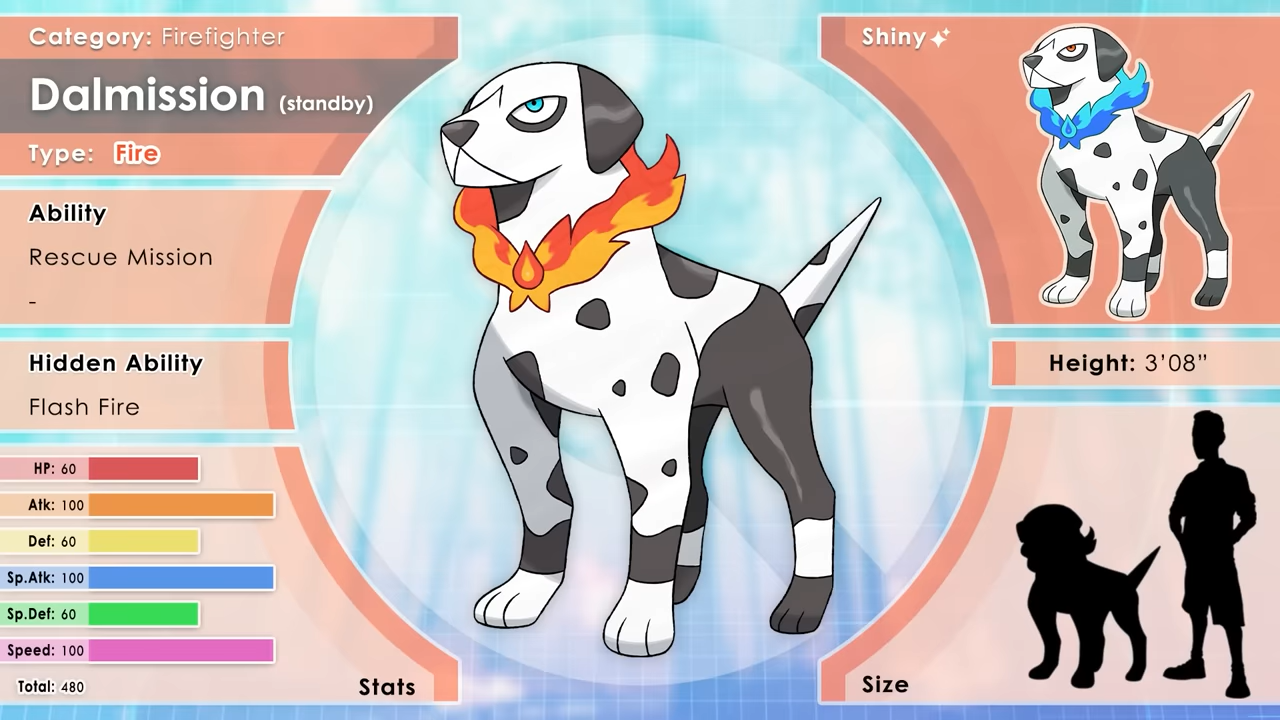 Category: Firefighter
Dalmission (standby)
Type: Fire
Ability
Rescue Mission
-
Hidden Ability
Flash Fire
HP: 60
Atk: 100
Def: 60
Sp.Atk: 100
Sp.Def: 60
Speed: 100
Total: 480
Stats
Shiny
Height: 3’08”
Size